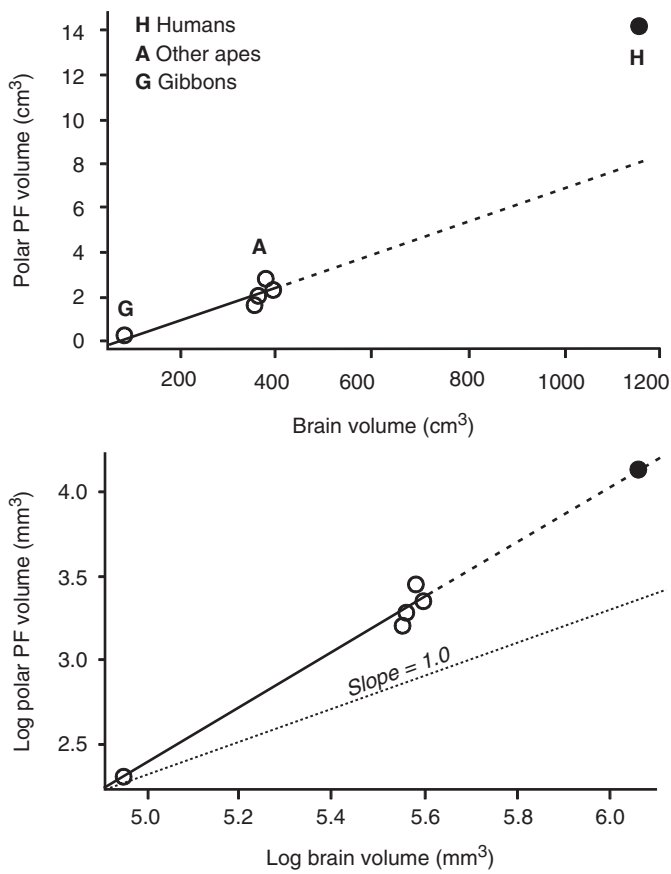 H Humans
A Other apes
G Gibbons
14
12
10
8
6
4
2
0
Polar PF volume (cm³)
H
A
G
200 400 600 800 1000 1200
Brain volume (cm³)
4.0
3.5
3.0
2.5
Log polar PF volume (mm³)
Slope = 1.0
5.0 5.2 5.4 5.6 5.8 6.0
Log brain volume (mm³)